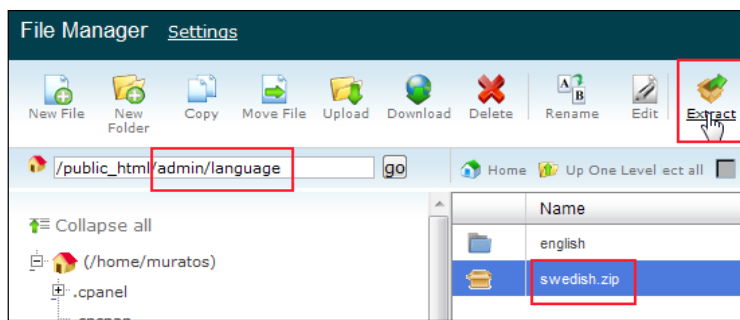 File Manager Settings
New File New Folder Copy Move File Upload Download Delete Rename Edit Extract
/public_html/admin/language go Home Up One Level ect all
Collapse all
Name
(/home/muratos)
english
.cpanel
swedish.zip